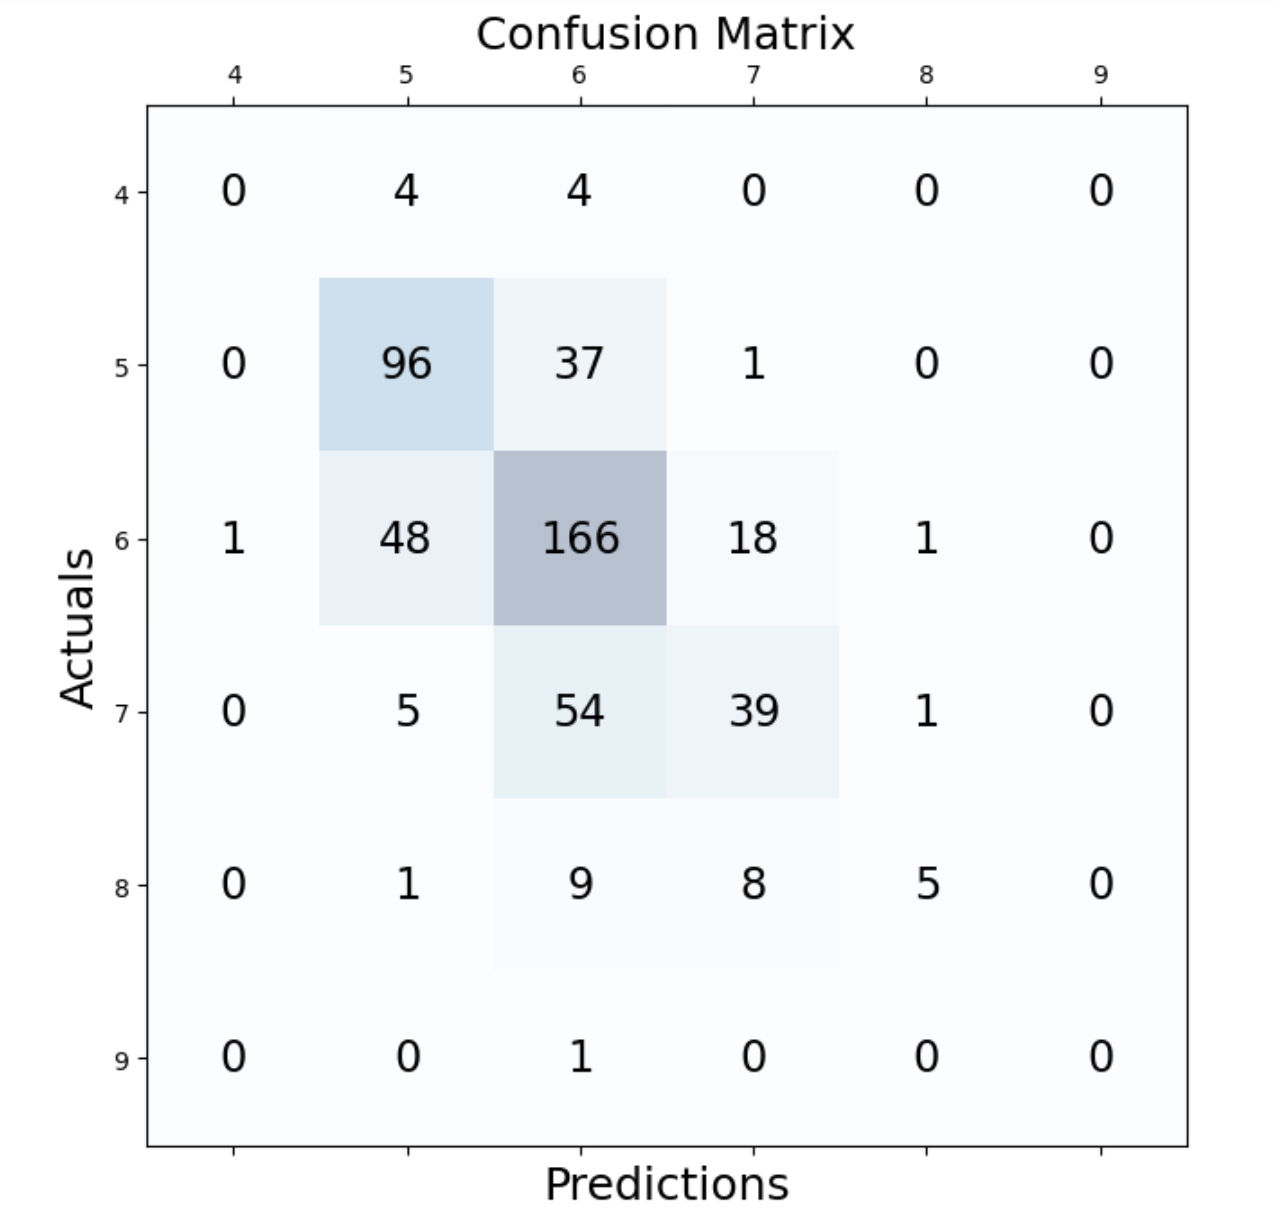 Confusion Matrix
4 5 6 7 8 9
4 0 4 4 0 0 0
5 0 96 37 1 0 0
6 1 48 166 18 1 0
7 0 5 54 39 1 0
8 0 1 9 8 5 0
9 0 0 1 0 0 0
Actuals
Predictions